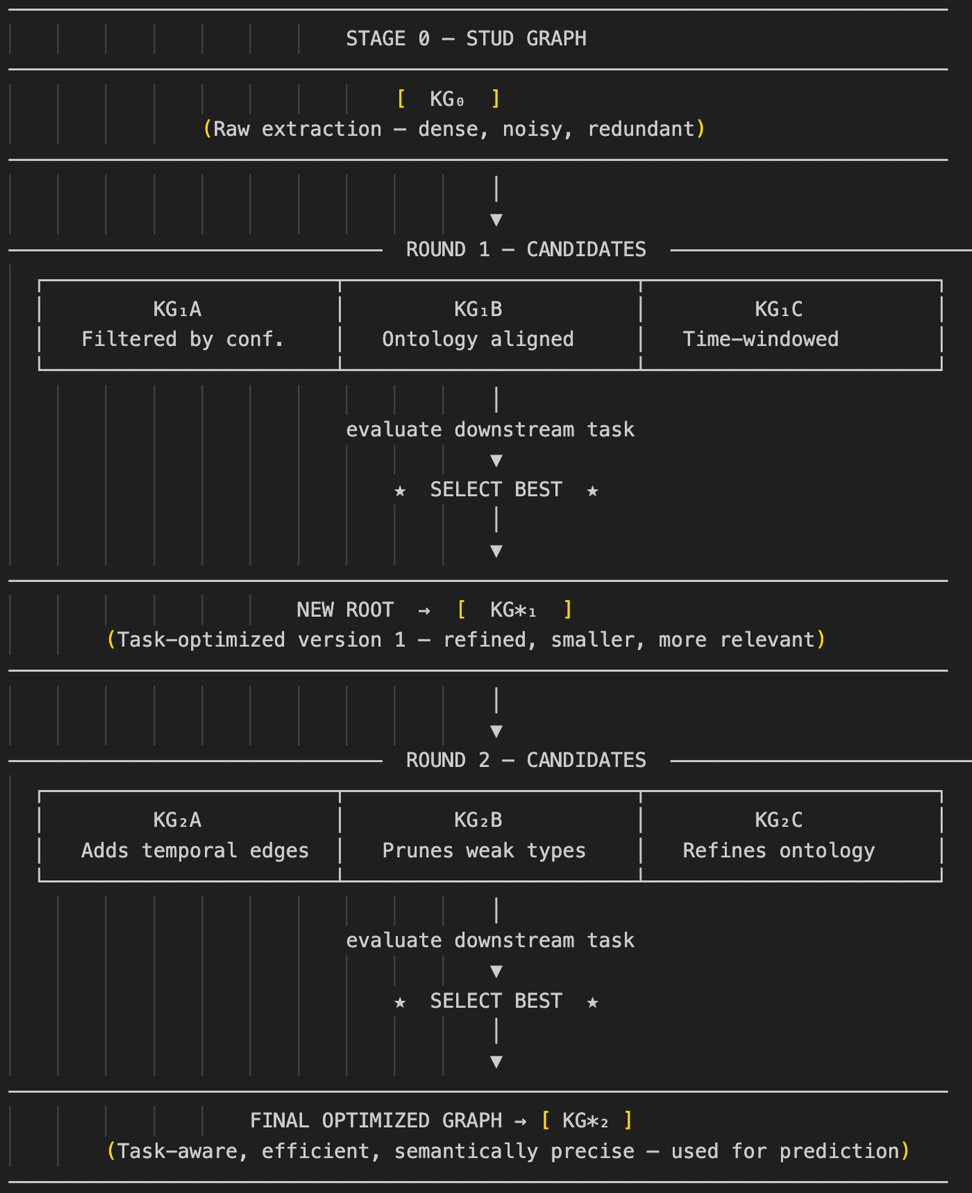 STAGE 0 — STUD GRAPH
[ KG₀ ]
(Raw extraction — dense, noisy, redundant)
ROUND 1 — CANDIDATES
KG₁A KG₁B KG₁C
Filtered by conf. Ontology aligned Time-windowed
evaluate downstream task
★ SELECT BEST ★
NEW ROOT → [ KG*₁ ]
(Task-optimized version 1 — refined, smaller, more relevant)
ROUND 2 — CANDIDATES
KG₂A KG₂B KG₂C
Adds temporal edges Prunes weak types Refines ontology
evaluate downstream task
★ SELECT BEST ★
FINAL OPTIMIZED GRAPH → [ KG*₂ ]
(Task-aware, efficient, semantically precise — used for prediction)